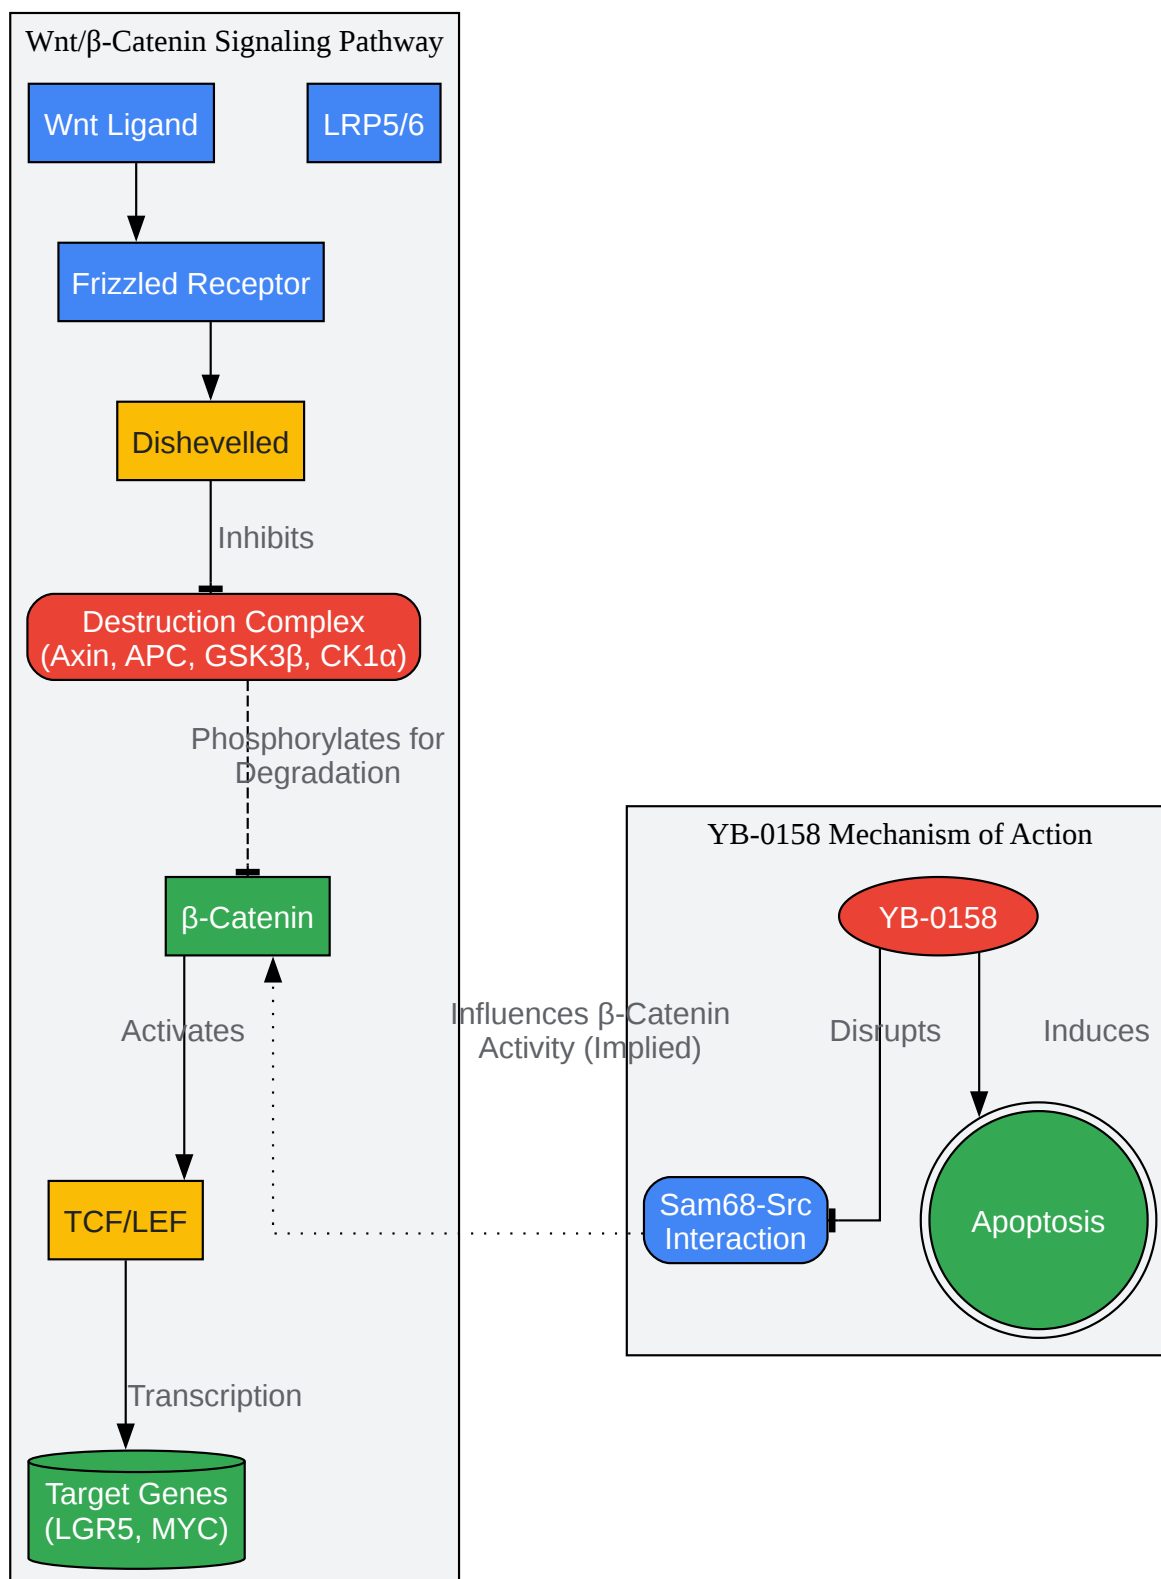 Wnt/β-Catenin Signaling Pathway
Wnt Ligand
LRP5/6
Frizzled Receptor
Dishevelled
Inhibits
Destruction Complex
(Axin, APC, GSK3β, CK1α)
Phosphorylates for
Degradation
β-Catenin
Activates
TCF/LEF
Transcription
Target Genes
(LGR5, MYC)
Influences β-Catenin
Activity (Implied)
YB-0158 Mechanism of Action
YB-0158
Disrupts
Induces
Sam68-Src
Interaction
Apoptosis